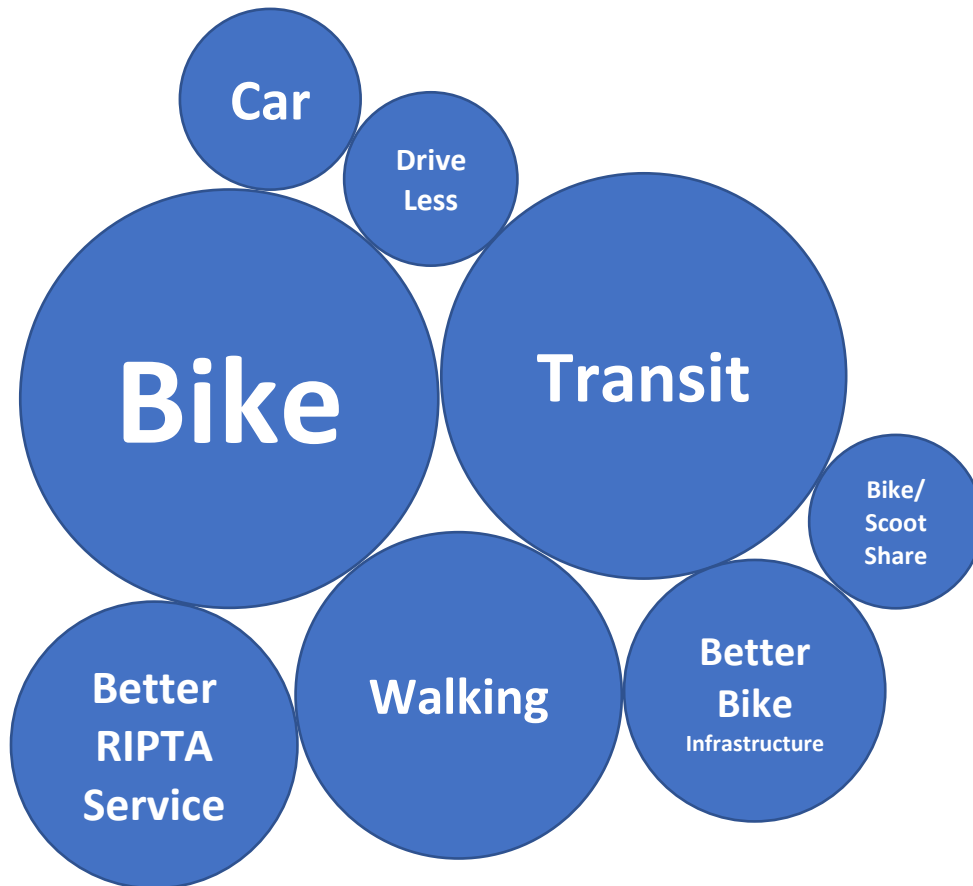 Car
Drive
Less
Bike
Transit
Bike/
Scoot
Share
Better
RIPTA
Service
Walking
Better
Bike
Infrastructure